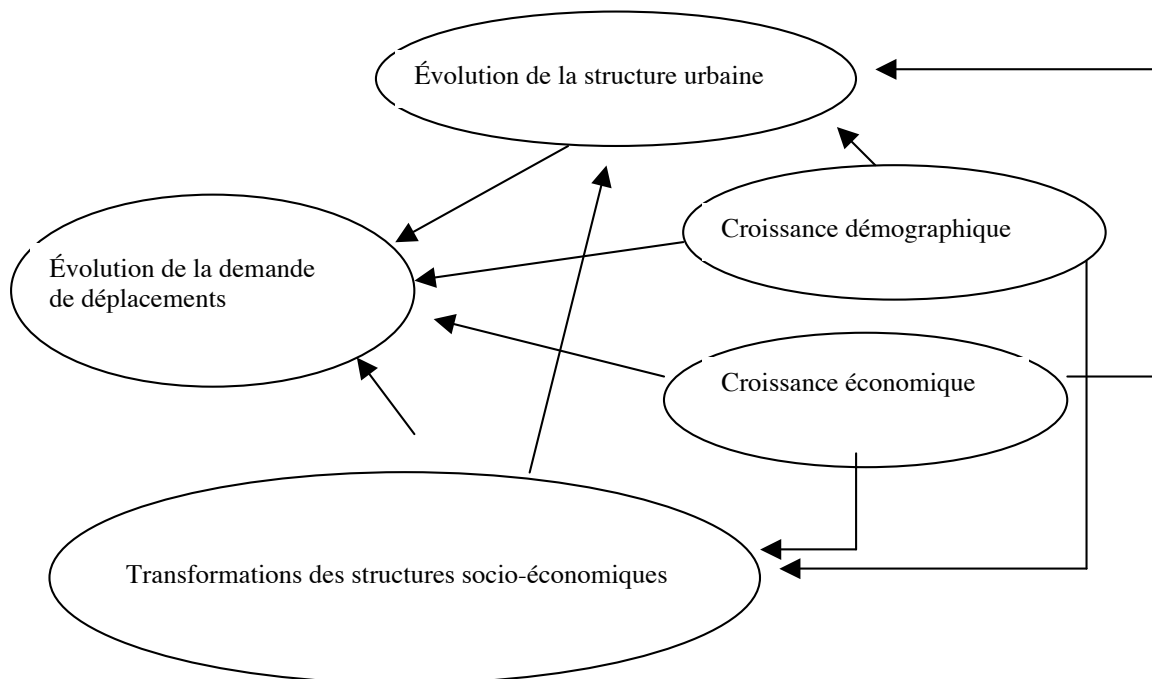 Évolution de la structure urbaine
Croissance démographique
Évolution de la demande
de déplacements
Croissance économique
Transformations des structures socio-économiques